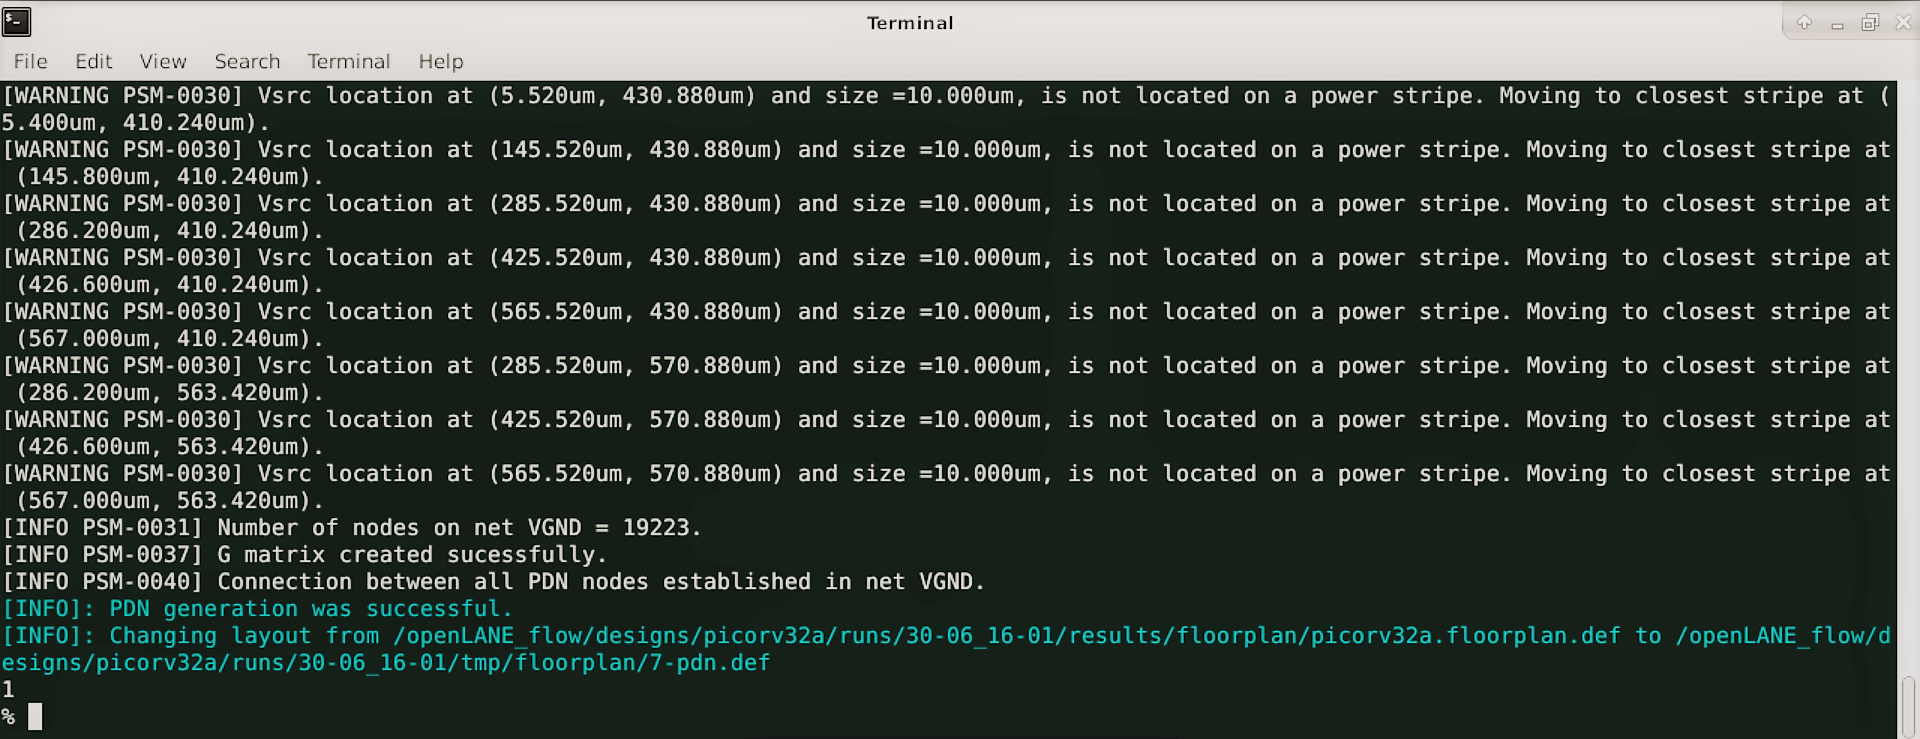 Terminal
File Edit View Search Terminal Help
[WARNING PSM-0030] Vsrc location at (5.520um, 430.880um) and size =10.000um, is not located on a power stripe. Moving to closest stripe at (
5.400um, 410.240um).
[WARNING PSM-0030] Vsrc location at (145.520um, 430.880um) and size =10.000um, is not located on a power stripe. Moving to closest stripe at
(145.800um, 410.240um).
[WARNING PSM-0030] Vsrc location at (285.520um, 430.880um) and size =10.000um, is not located on a power stripe. Moving to closest stripe at
(286.200um, 410.240um).
[WARNING PSM-0030] Vsrc location at (425.520um, 430.880um) and size =10.000um, is not located on a power stripe. Moving to closest stripe at
(426.600um, 410.240um).
[WARNING PSM-0030] Vsrc location at (565.520um, 430.880um) and size =10.000um, is not located on a power stripe. Moving to closest stripe at
(567.000um, 410.240um).
[WARNING PSM-0030] Vsrc location at (285.520um, 570.880um) and size =10.000um, is not located on a power stripe. Moving to closest stripe at
(286.200um, 563.420um).
[WARNING PSM-0030] Vsrc location at (425.520um, 570.880um) and size =10.000um, is not located on a power stripe. Moving to closest stripe at
(426.600um, 563.420um).
[WARNING PSM-0030] Vsrc location at (565.520um, 570.880um) and size =10.000um, is not located on a power stripe. Moving to closest stripe at
(567.000um, 563.420um).
[INFO PSM-0031] Number of nodes on net VGND = 19223.
[INFO PSM-0037] G matrix created sucessfully.
[INFO PSM-0040] Connection between all PDN nodes established in net VGND.
[INFO]: PDN generation was successful.
[INFO]: Changing layout from /openLANE_flow/designs/picorv32a/runs/30-06_16-01/results/floorplan/picorv32a.floorplan.def to /openLANE_flow/d
esigns/picorv32a/runs/30-06_16-01/tmp/floorplan/7-pdn.def
1
%